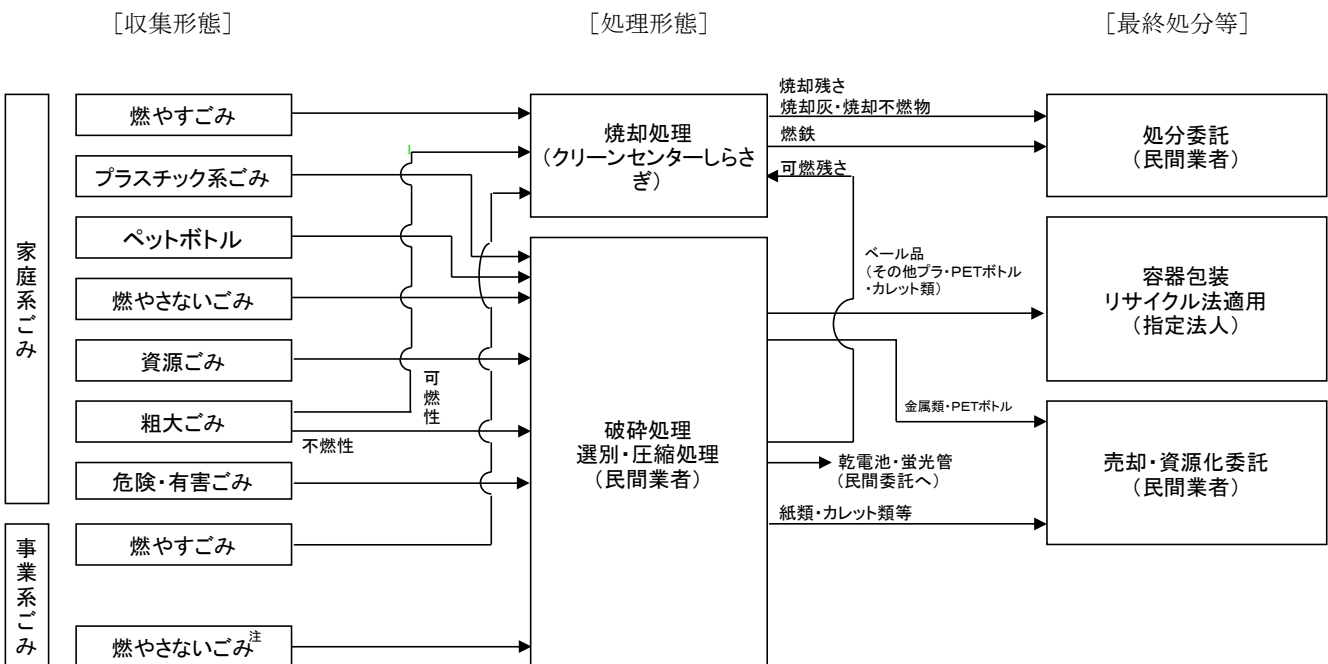 [収集形態]
[処理形態]
[最終処分等]
家庭系ごみ
燃やすごみ
プラスチック系ごみ
ペットボトル
燃やさないごみ
資源ごみ
粗大ごみ
危険・有害ごみ
可燃性
不燃性
事業系ごみ
燃やすごみ
燃やさないごみ注
焼却処理
(クリーンセンターしらさ
ぎ)
破砕処理
選別・圧縮処理
(民間業者)
焼却残さ
焼却灰・焼却不燃物
燃鉄
可燃残さ
ベール品
(その他プラ・PETボトル
・カレット類)
金属類・PETボトル
乾電池・蛍光管
(民間委託へ)
紙類・カレット類等
処分委託
(民間業者)
容器包装
リサイクル法適用
(指定法人)
売却・資源化委託
(民間業者)